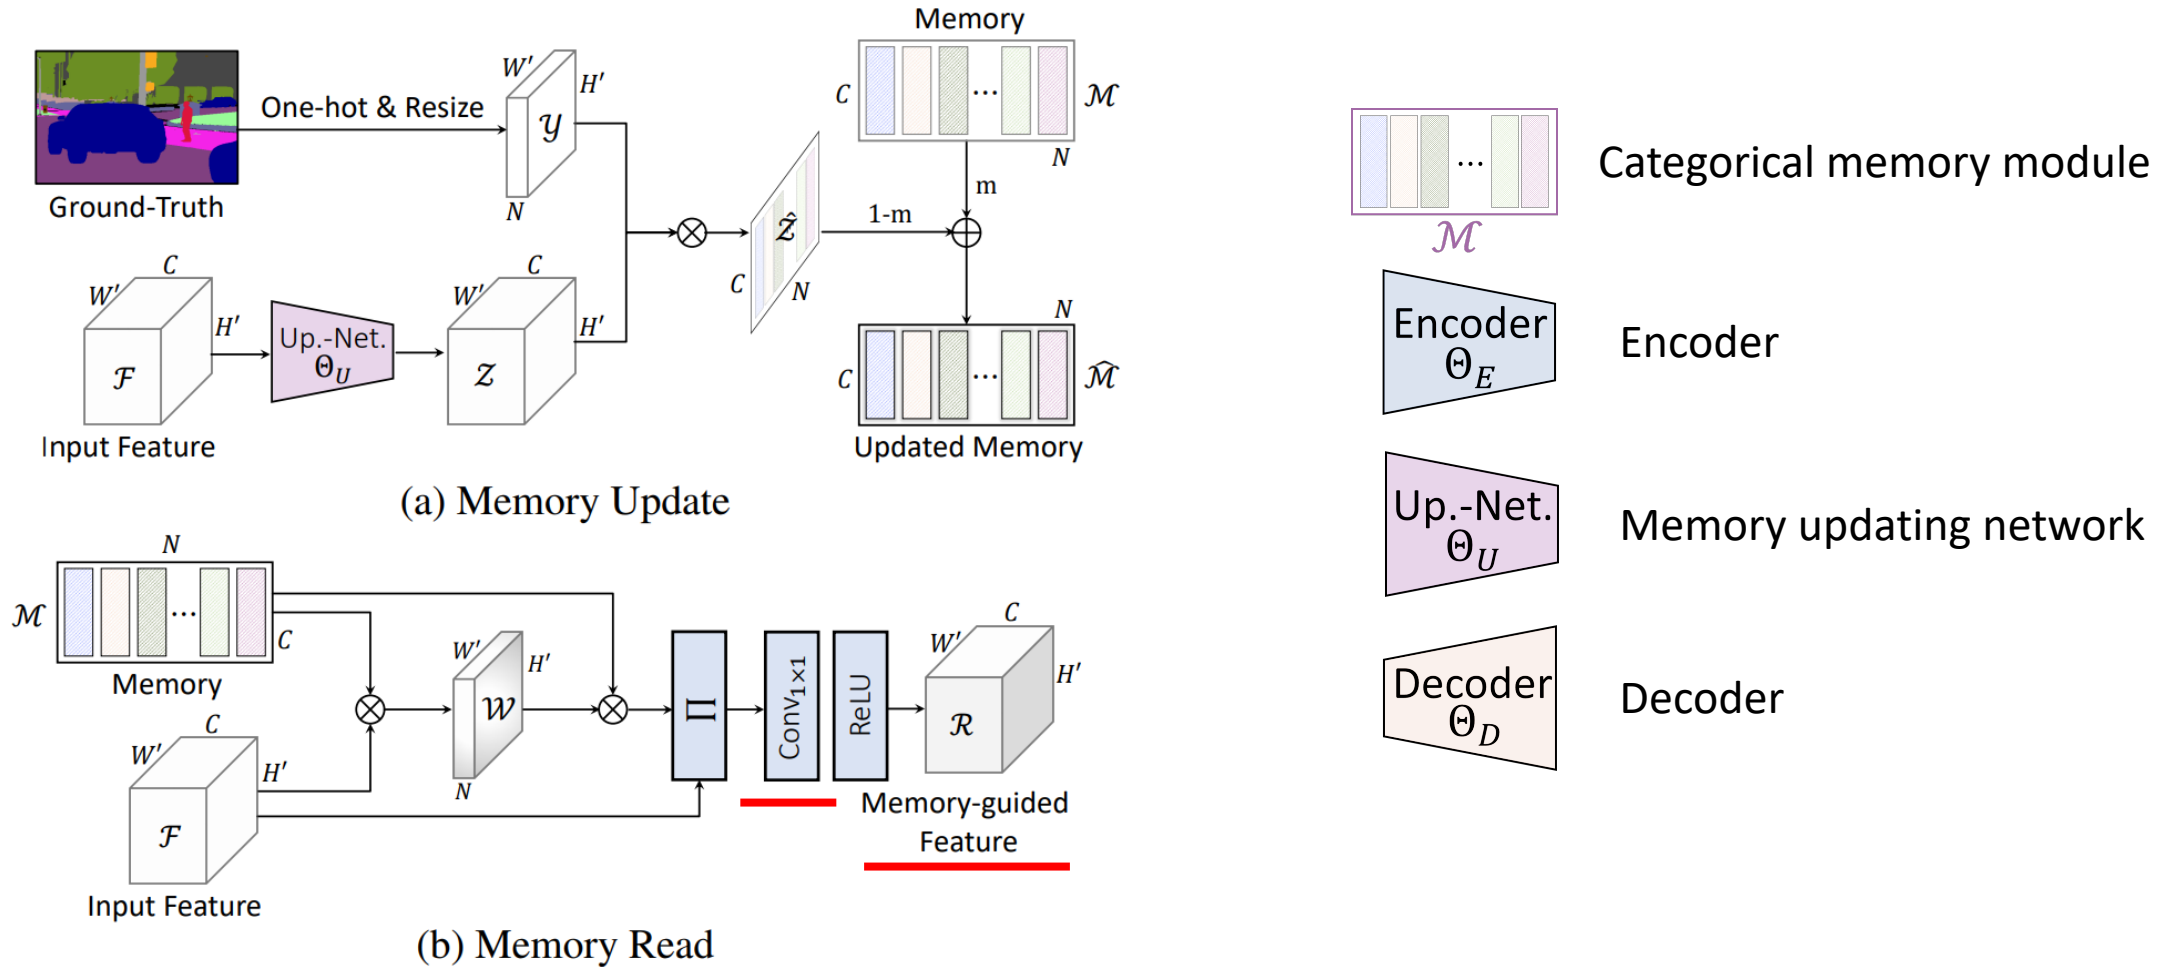 Memory
W′
H′
C
ℳ
One-hot & Resize
𝒴
N
m
Ground-Truth
N
1-m
Ẑ
C
N
C
W′
H′
ℱ
Up.-Net.
Θ_U
C
W′
H′
𝒵
N
C
ℳ̂
Input Feature
Updated Memory
(a) Memory Update
N
ℳ
C
Memory
W′
H′
𝒲
N
Π
Conv1×1
ReLU
C
W′
H′
ℛ
C
W′
H′
ℱ
Memory-guided
Feature
Input Feature
(b) Memory Read
ℳ
Categorical memory module
Encoder
Θ_E
Encoder
Up.-Net.
Θ_U
Memory updating network
Decoder
Θ_D
Decoder